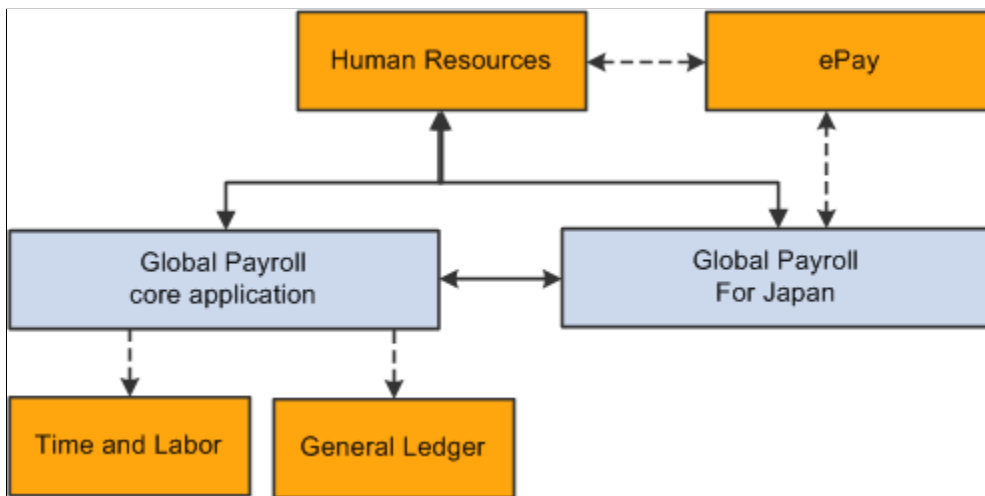 Human Resources
ePay
Global Payroll
core application
Global Payroll
For Japan
Time and Labor
General Ledger